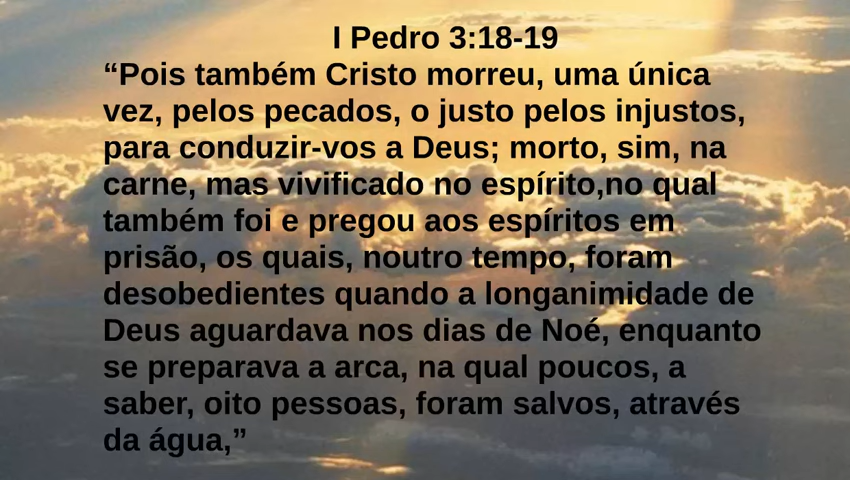 I Pedro 3:18-19
“Pois também Cristo morreu, uma única
vez, pelos pecados, o justo pelos injustos,
para conduzir-vos a Deus; morto, sim, na
carne, mas vivificado no espírito,no qual
também foi e pregou aos espíritos em
prisão, os quais, noutro tempo, foram
desobedientes quando a longanimidade de
Deus aguardava nos dias de Noé, enquanto
se preparava a arca, na qual poucos, a
saber, oito pessoas, foram salvos, através
da água,”